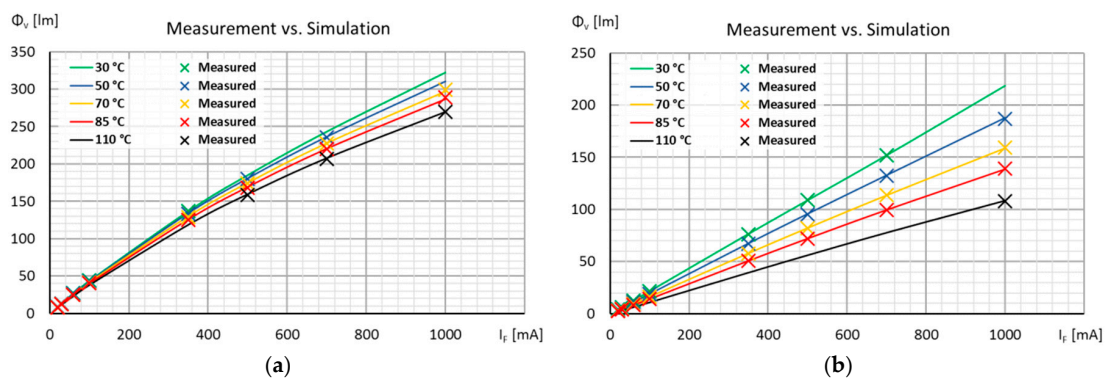 Φv [lm]
Measurement vs. Simulation
350
300
250
200
150
100
50
0
30 °C Measured
50 °C Measured
70 °C Measured
85 °C Measured
110 °C Measured
0 200 400 600 800 1000 IF [mA]
(a)
Φv [lm]
Measurement vs. Simulation
250
200
150
100
50
0
30 °C Measured
50 °C Measured
70 °C Measured
85 °C Measured
110 °C Measured
0 200 400 600 800 1000 IF [mA]
(b)